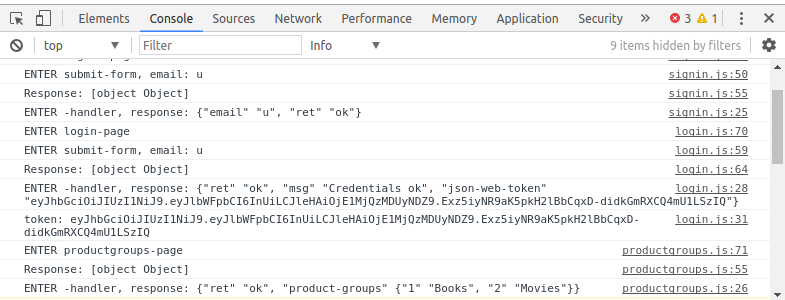 Elements Console Sources Network Performance Memory Application Security » 3 1
top Filter Info 9 items hidden by filters
ENTER submit-form, email: u signin.js:50
Response: [object Object] signin.js:55
ENTER -handler, response: {"email" "u", "ret" "ok"} signin.js:25
ENTER login-page login.js:70
ENTER submit-form, email: u login.js:59
Response: [object Object] login.js:64
ENTER -handler, response: {"ret" "ok", "msg" "Credentials ok", "json-web-token" login.js:28
"eyJhbGciOiJIUzI1NiJ9.eyJlbWFpbCI6InUiLCJleHAiOjE1MjQzMDUyNDZ9.Exz5iyNR9aK5pkH2lBbCqxD-didkGmRXCQ4mU1LSzIQ"}
token: eyJhbGciOiJIUzI1NiJ9.eyJlbWFpbCI6InUiLCJleHAiOjE1MjQzMDUyNDZ9.Exz5iyNR9aK5pkH2lBbCqxD- login.js:31
didkGmRXCQ4mU1LSzIQ
ENTER productgroups-page productgroups.js:71
Response: [object Object] productgroups.js:55
ENTER -handler, response: {"ret" "ok", "product-groups" {"1" "Books", "2" "Movies"}} productgroups.js:26